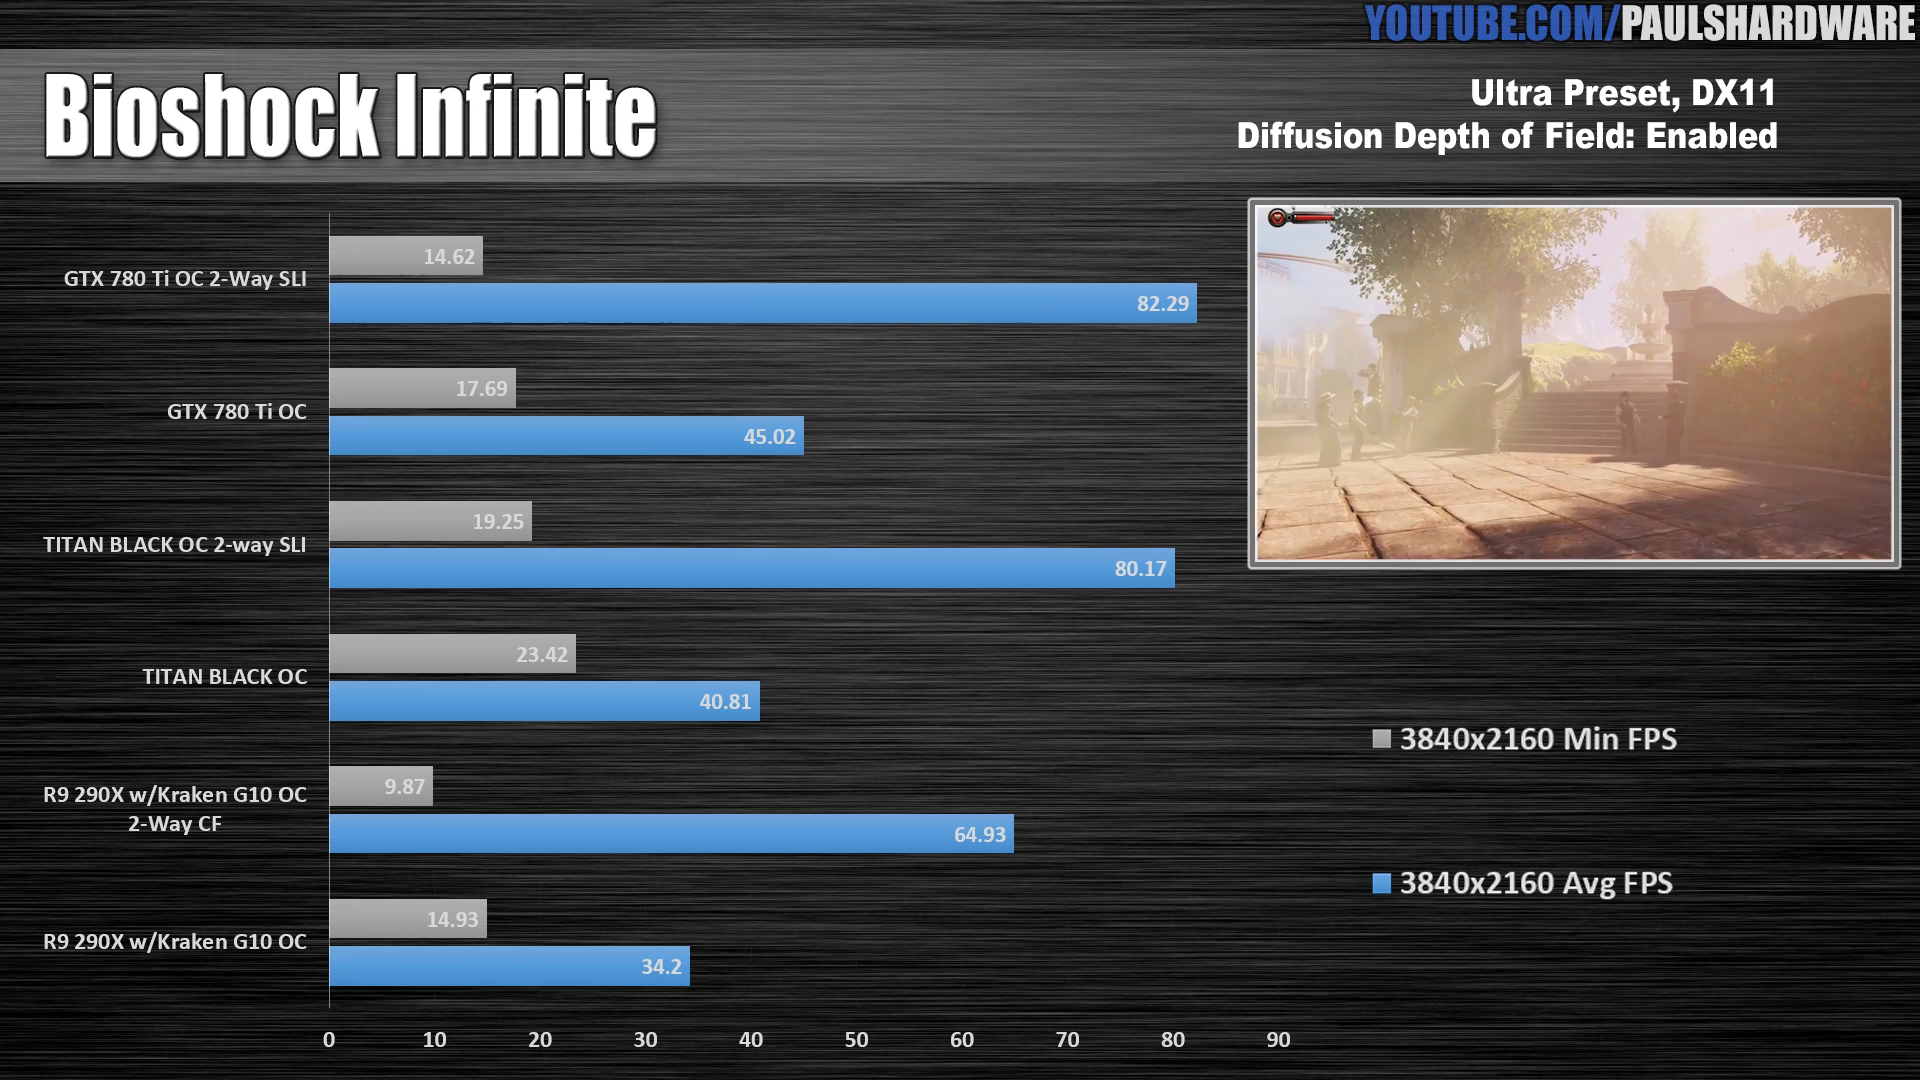 YOUTUBE.COM/PAULSHARDWARE
Bioshock Infinite
Ultra Preset, DX11
Diffusion Depth of Field: Enabled
GTX 780 Ti OC 2-Way SLI
14.62
82.29
GTX 780 Ti OC
17.69
45.02
TITAN BLACK OC 2-way SLI
19.25
80.17
TITAN BLACK OC
23.42
40.81
R9 290X w/Kraken G10 OC
2-Way CF
9.87
64.93
R9 290X w/Kraken G10 OC
14.93
34.2
3840x2160 Min FPS
3840x2160 Avg FPS
0 10 20 30 40 50 60 70 80 90